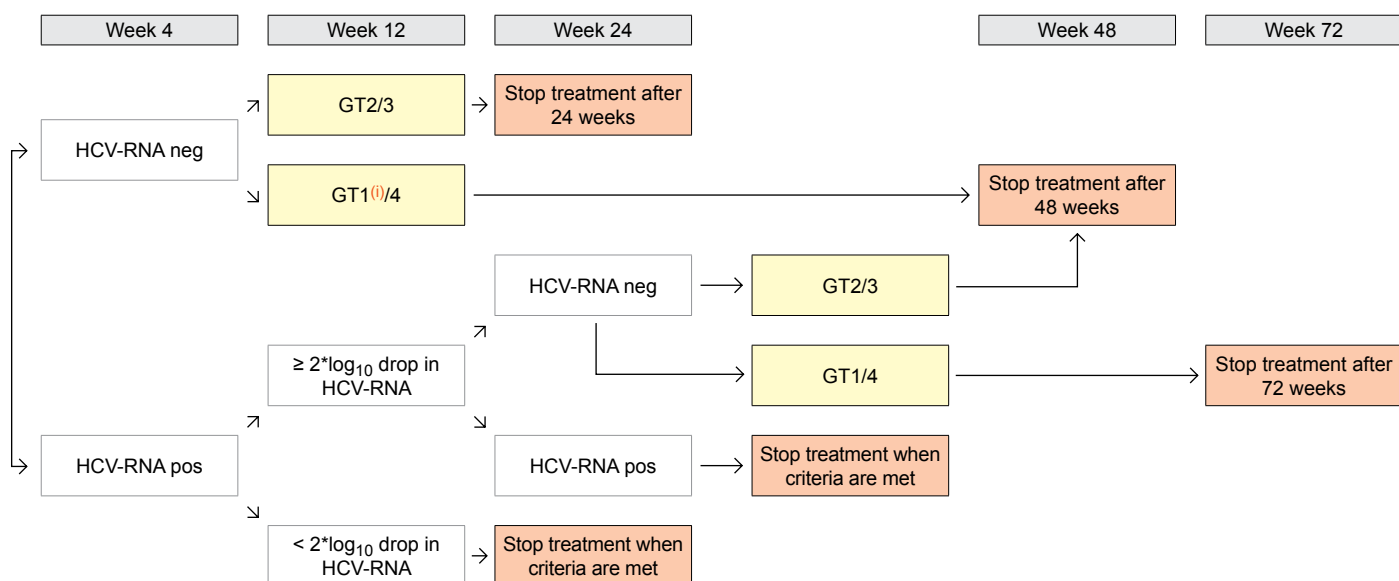 Week 4
Week 12
Week 24
Week 48
Week 72
GT2/3
Stop treatment after
24 weeks
HCV-RNA neg
GT1(i)/4
Stop treatment after
48 weeks
HCV-RNA neg
GT2/3
≥ 2*log10 drop in
HCV-RNA
GT1/4
Stop treatment after
72 weeks
HCV-RNA pos
HCV-RNA pos
Stop treatment when
criteria are met
< 2*log10 drop in
HCV-RNA
Stop treatment when
criteria are met